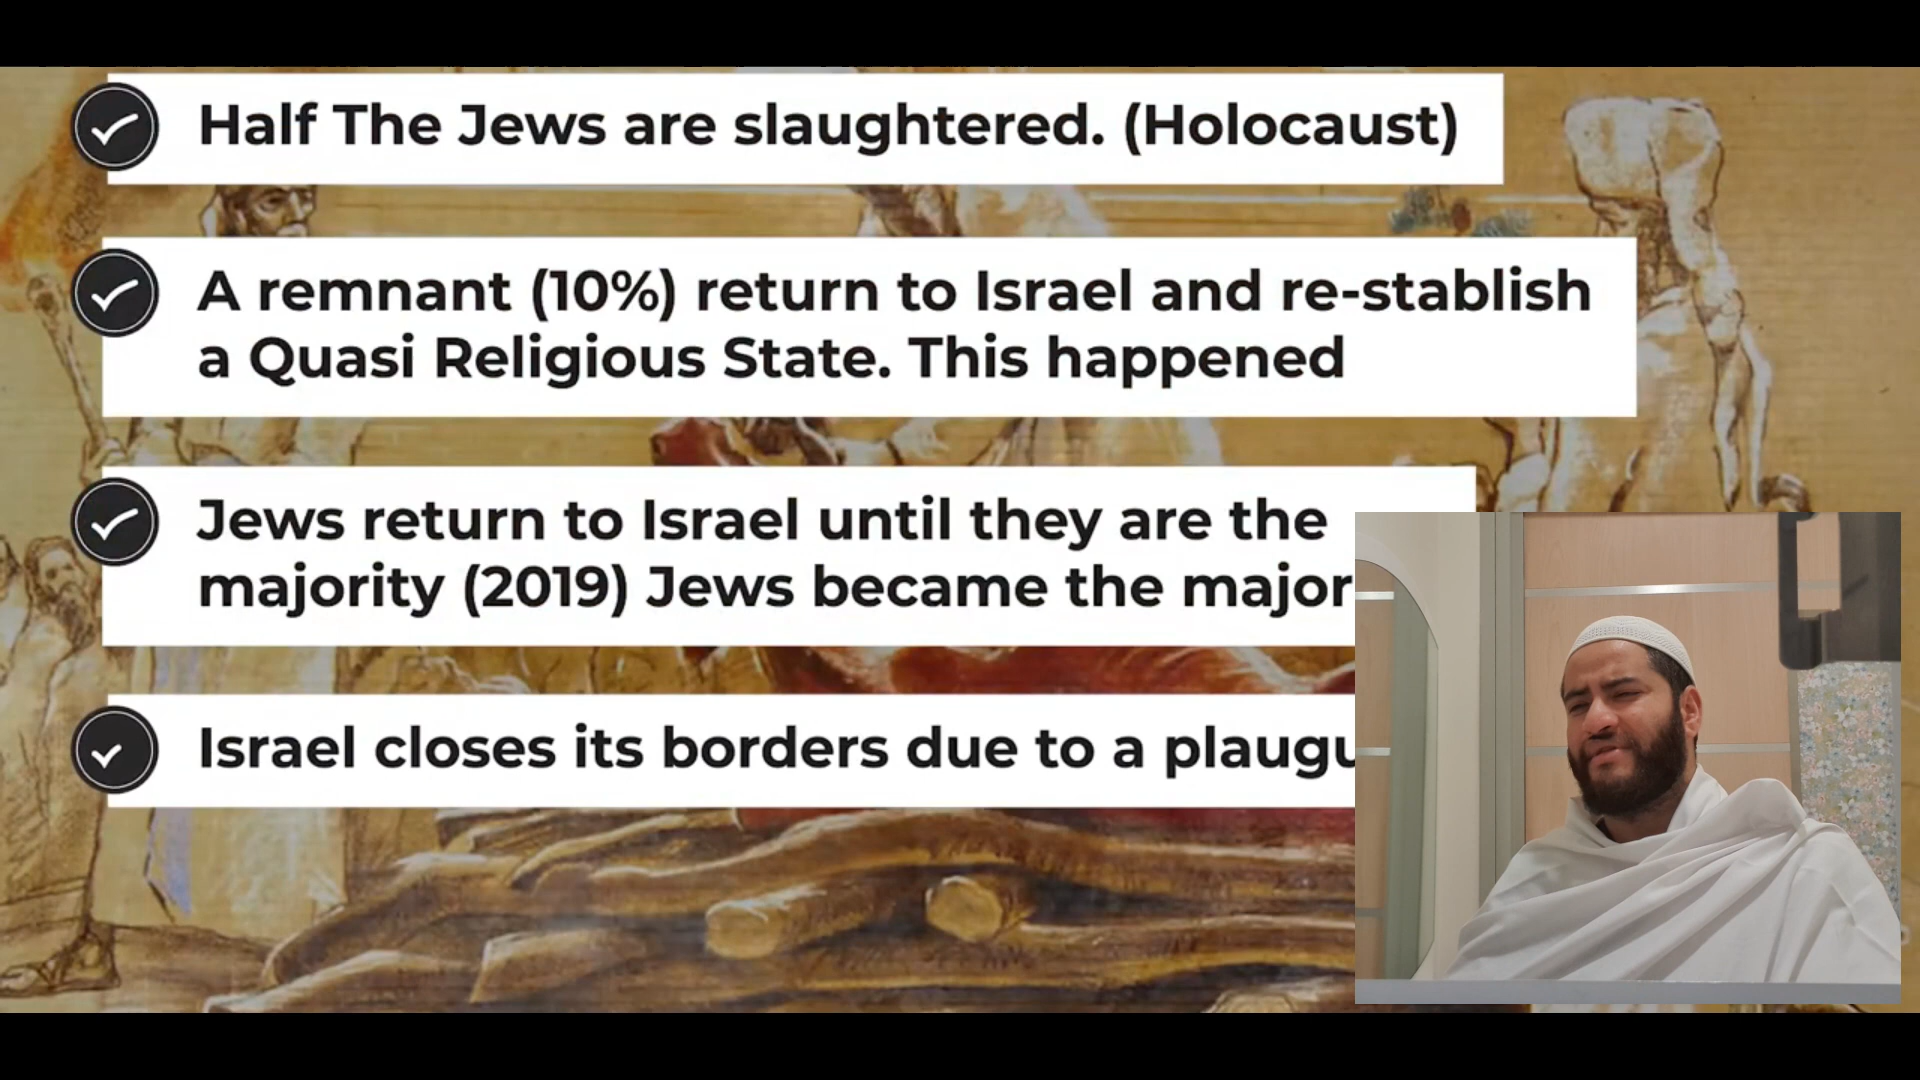 Half The Jews are slaughtered. (Holocaust)
A remnant (10%) return to Israel and re-stablish
a Quasi Religious State. This happened
Jews return to Israel until they are the
majority (2019) Jews became the major
Israel closes its borders due to a plaugu